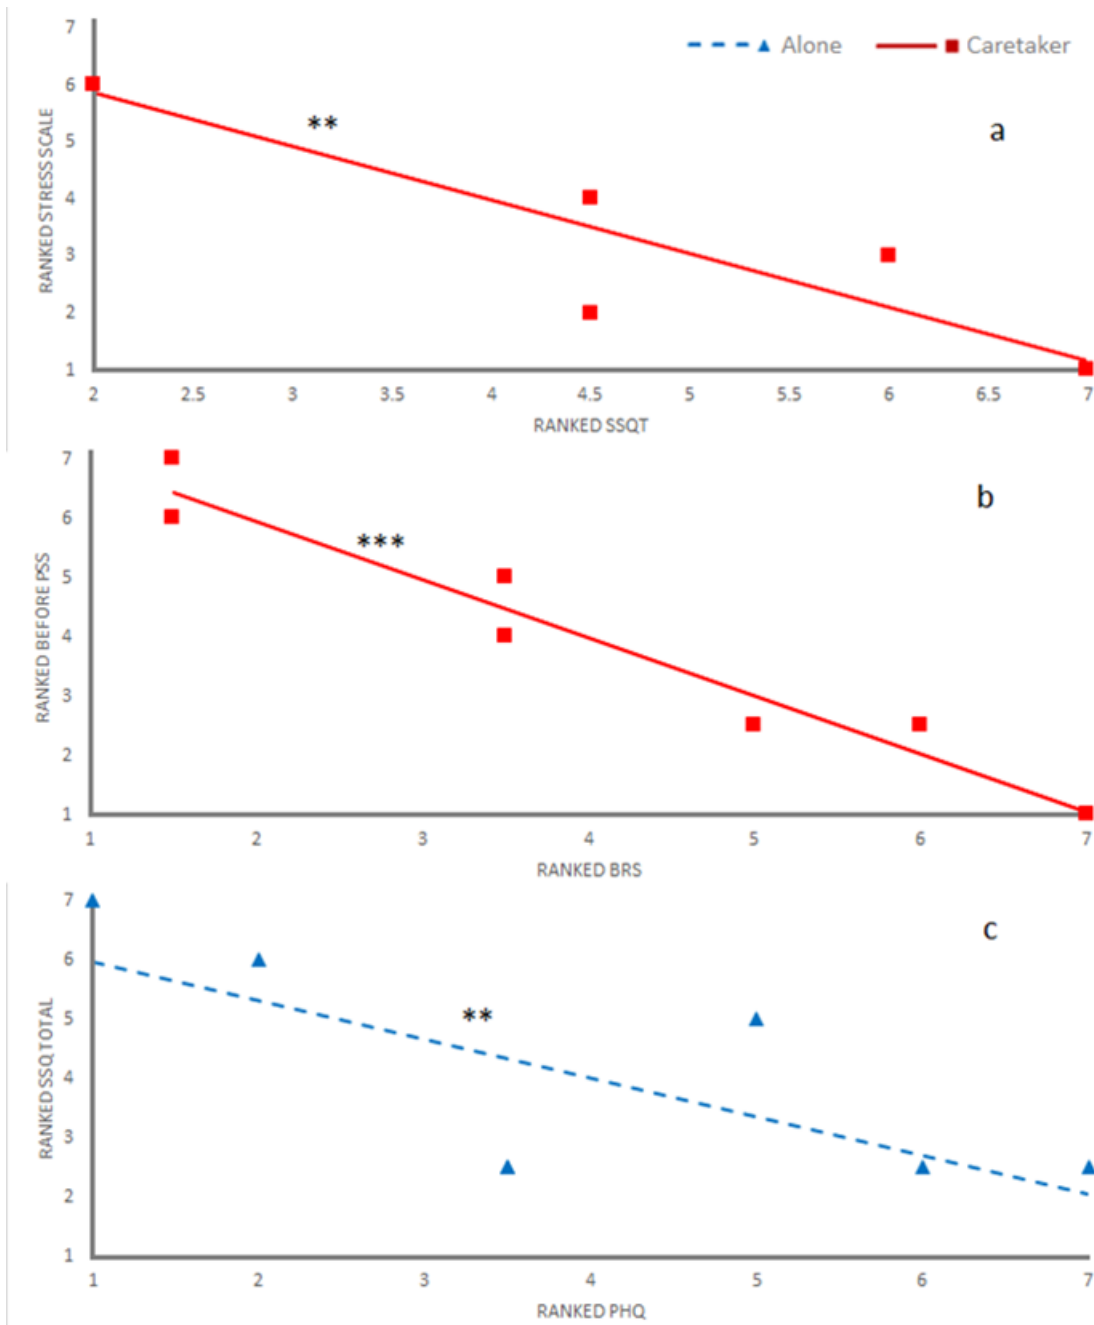 7
Alone Caretaker
6
**
a
5
4
3
2
1
RANKED STRESS SCALE
2 2.5 3 3.5 4 4.5 5 5.5 6 6.5 7
RANKED SSQT
7
b
6
***
5
4
3
2
1
RANKED BEFORE PSS
1 2 3 4 5 6 7
RANKED BRS
7
c
6
5
**
4
3
2
1
RANKED SSQ TOTAL
1 2 3 4 5 6 7
RANKED PHQ